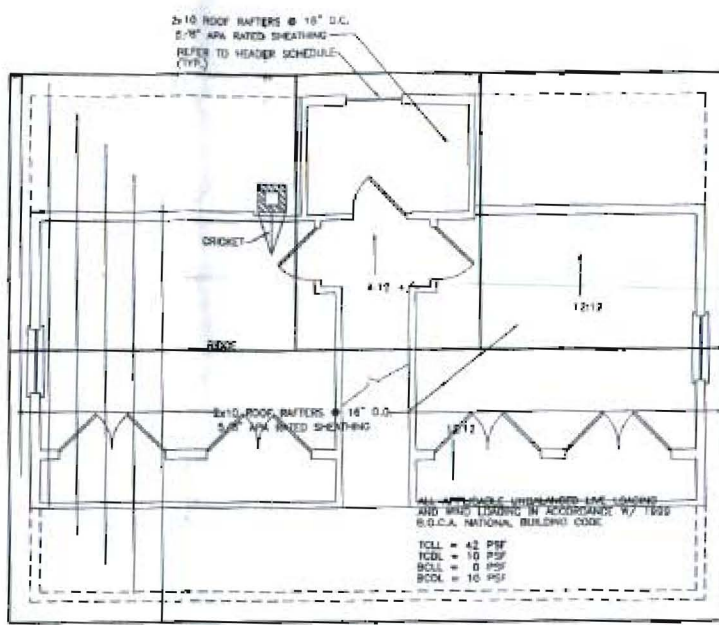 2x10 ROOF RAFTERS @ 16" O.C.
5/8" APA RATED SHEATHING
REFER TO HEADER SCHEDULE
(TYP.)
CRICKET
4:12
12:12
RIDGE
2x10 ROOF RAFTERS @ 16" O.C.
5/8" APA RATED SHEATHING
12:12
ALL APPLICABLE UNBALANCED LIVE LOADING
AND WIND LOADING IN ACCORDANCE W/ 1999
B.O.C.A. NATIONAL BUILDING CODE
TCLL = 42 PSF
TCDL = 10 PSF
BCLL = 0 PSF
BCDL = 10 PSF